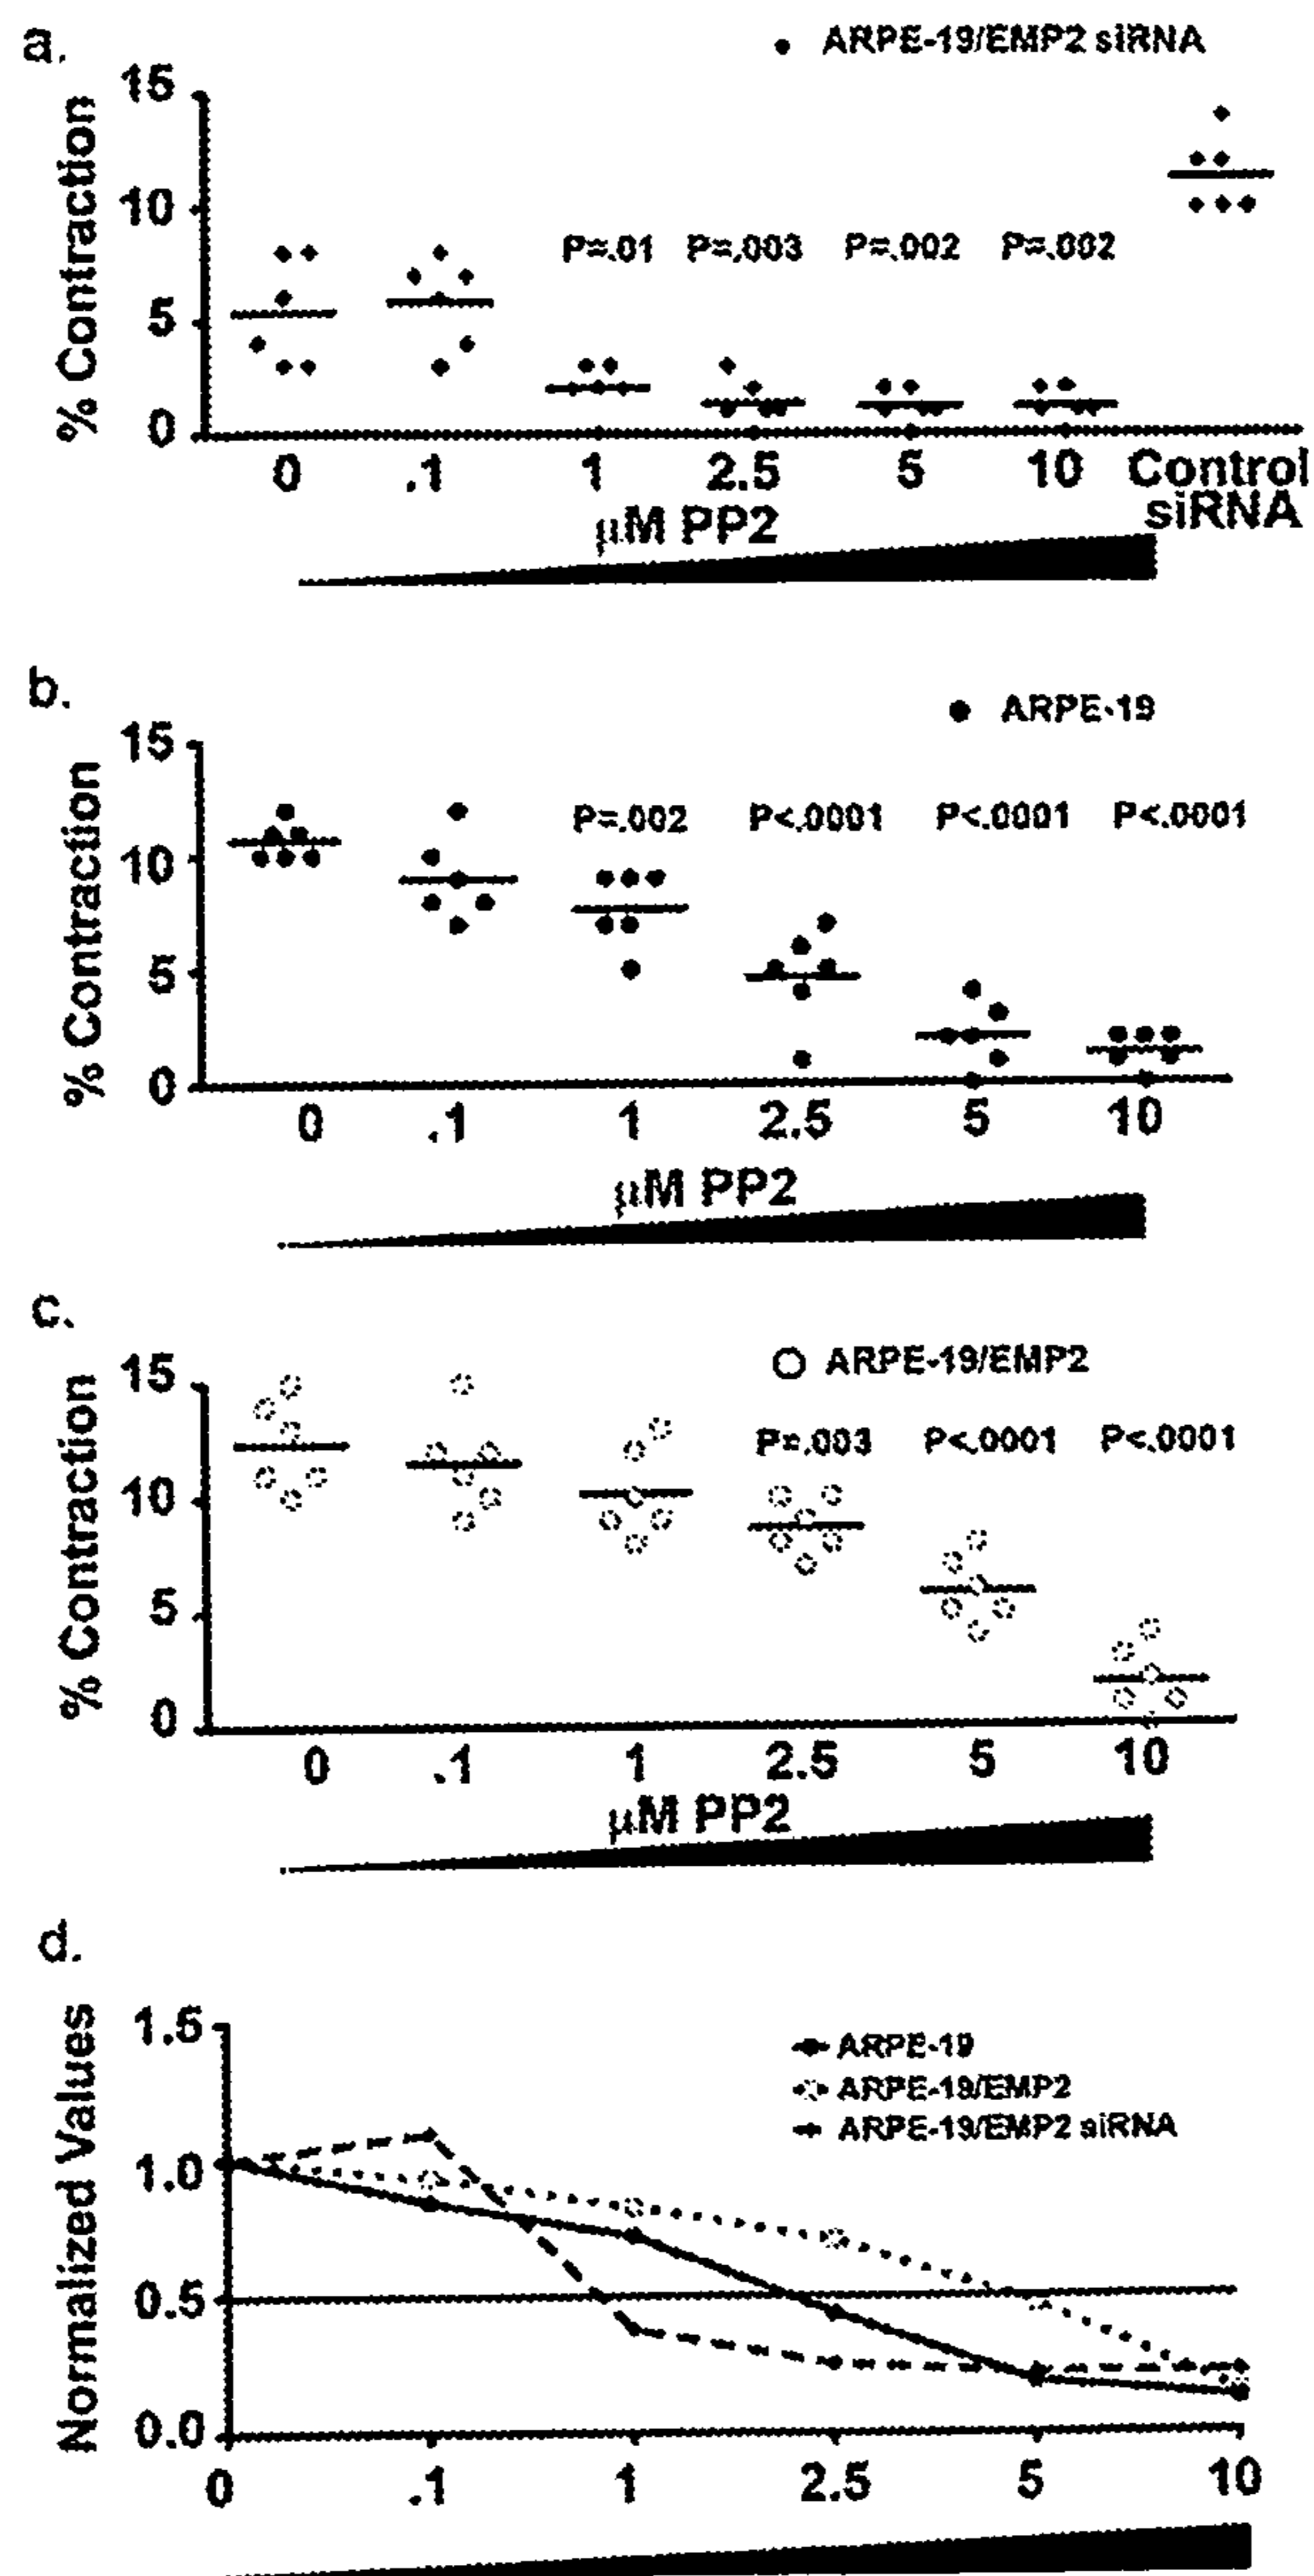 a.
ARPE-19/EMP2 siRNA
% Contraction
15
10
5
0
P=.01 P=.003 P=.002 P=.002
0 .1 1 2.5 5 10 Control
siRNA
μM PP2
b.
ARPE-19
% Contraction
15
10
5
0
P=.002 P<.0001 P<.0001 P<.0001
0 .1 1 2.5 5 10
μM PP2
c.
ARPE-19/EMP2
% Contraction
15
10
5
0
P=.003 P<.0001 P<.0001
0 .1 1 2.5 5 10
μM PP2
d.
Normalized Values
1.5
1.0
0.5
0.0
ARPE-19
ARPE-19/EMP2
ARPE-19/EMP2 siRNA
0 .1 1 2.5 5 10